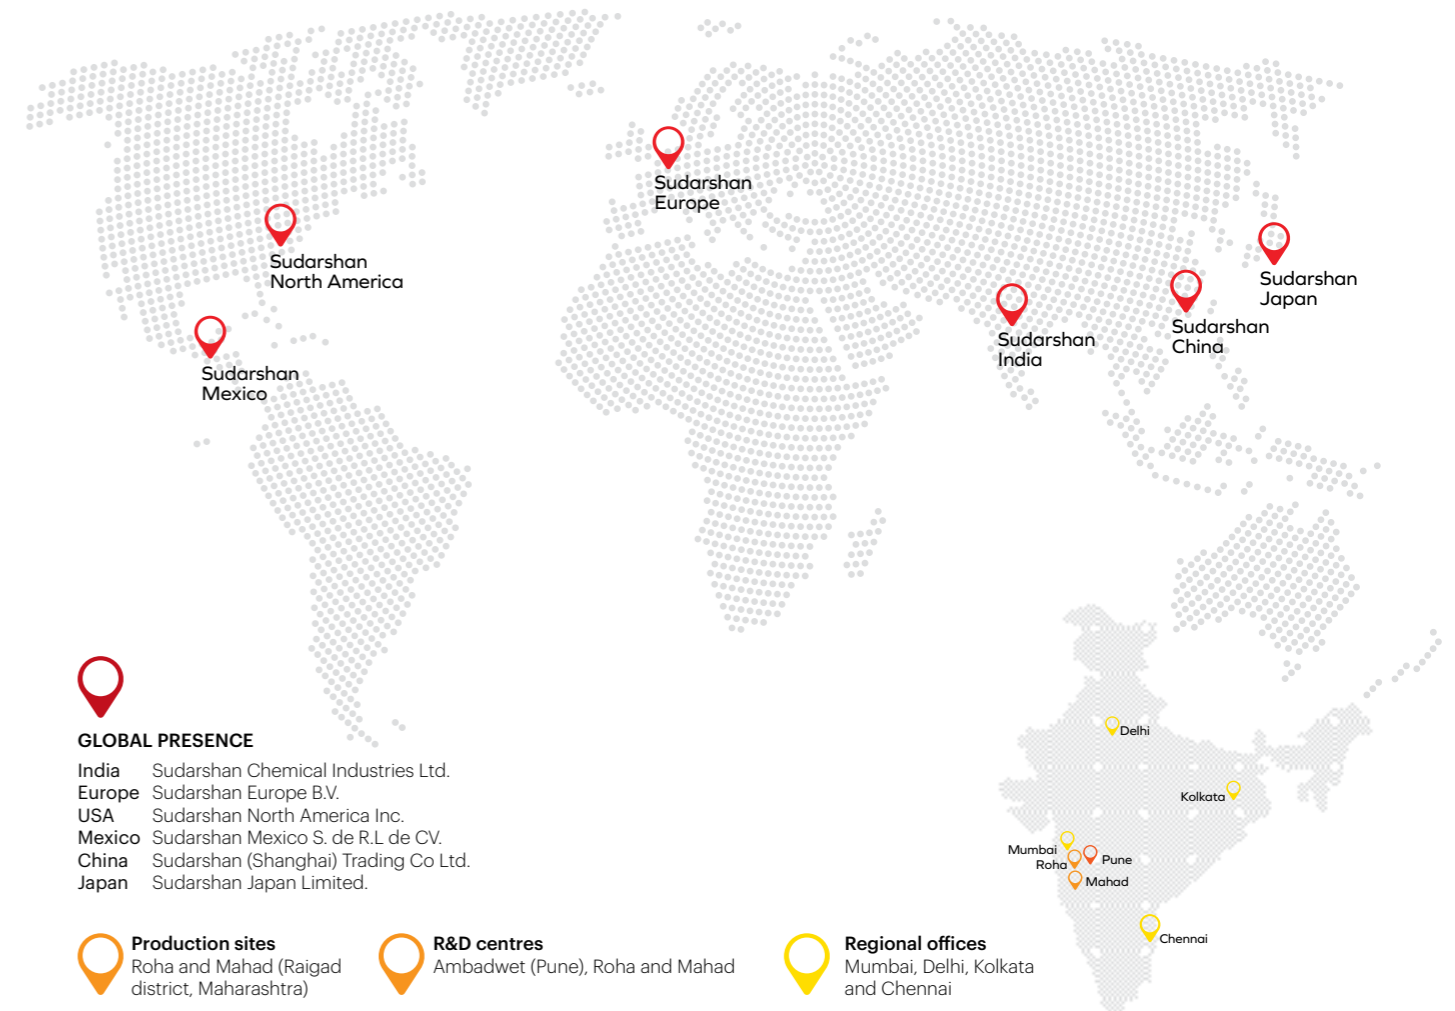 Sudarshan
Europe
Sudarshan
North America
Sudarshan
Mexico
Sudarshan
Japan
Sudarshan
China
Sudarshan
India
GLOBAL PRESENCE
India Sudarshan Chemical Industries Ltd.
Europe Sudarshan Europe B.V.
USA Sudarshan North America Inc.
Mexico Sudarshan Mexico S. de R.L de CV.
China Sudarshan (Shanghai) Trading Co Ltd.
Japan Sudarshan Japan Limited.
Delhi
Kolkata
Mumbai
Roha
Pune
Mahad
Chennai
Production sites
Roha and Mahad (Raigad
district, Maharashtra)
R&D centres
Ambadwet (Pune), Roha and Mahad
Regional offices
Mumbai, Delhi, Kolkata
and Chennai